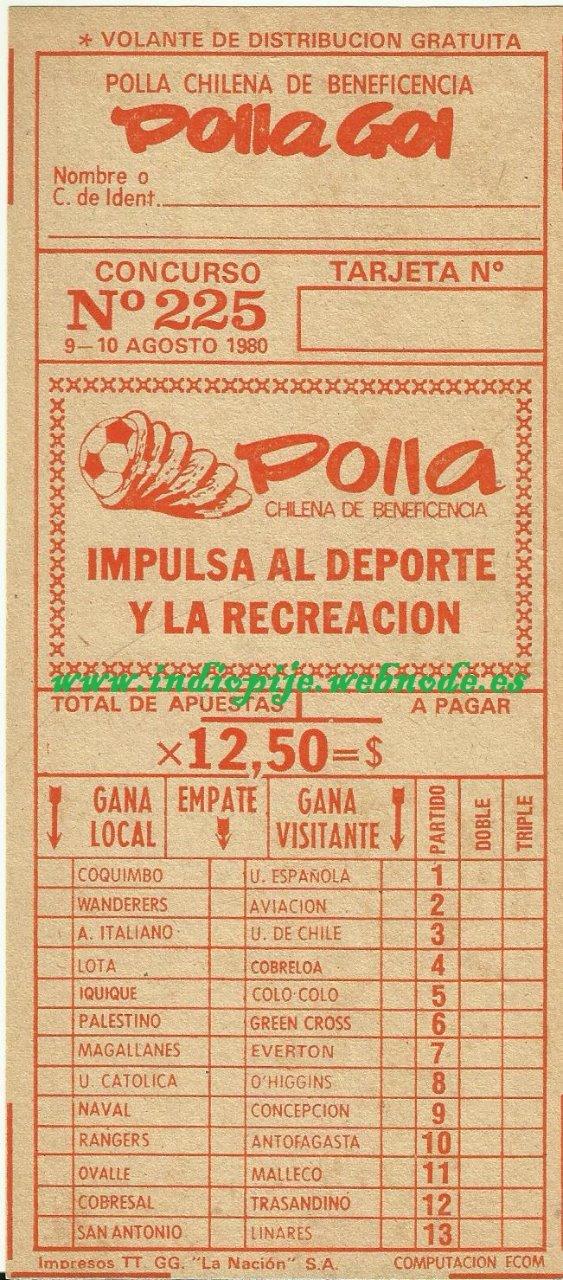 * VOLANTE DE DISTRIBUCION GRATUITA
POLLA CHILENA DE BENEFICENCIA
Polla Gol
Nombre o
C. de Ident.
CONCURSO
Nº 225
9–10 AGOSTO 1980
TARJETA Nº
Polla
CHILENA DE BENEFICENCIA
IMPULSA AL DEPORTE
Y LA RECREACION
www.indiopije.webnode.es
TOTAL DE APUESTAS A PAGAR
×12,50=$
GANA LOCAL EMPATE GANA VISITANTE PARTIDO DOBLE TRIPLE
COQUIMBO U. ESPAÑOLA 1
WANDERERS AVIACION 2
A. ITALIANO U. DE CHILE 3
LOTA COBRELOA 4
IQUIQUE COLO-COLO 5
PALESTINO GREEN CROSS 6
MAGALLANES EVERTON 7
U. CATOLICA O'HIGGINS 8
NAVAL CONCEPCION 9
RANGERS ANTOFAGASTA 10
OVALLE MALLECO 11
COBRESAL TRASANDINO 12
SAN ANTONIO LINARES 13
Impresos TT. GG. "La Nación" S.A. COMPUTACION ECOM